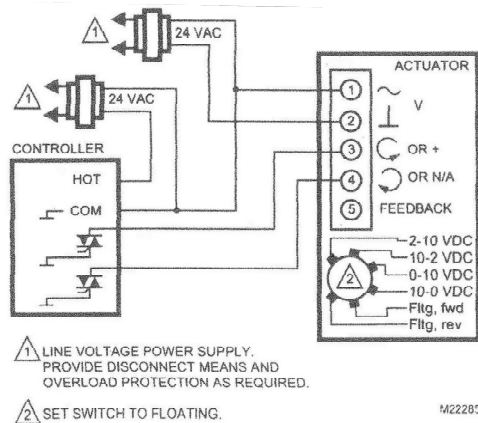 1
24 VAC
1
24 VAC
CONTROLLER
HOT
COM
ACTUATOR
1
V
2
3 OR +
4 OR N/A
5 FEEDBACK
2
2-10 VDC
10-2 VDC
0-10 VDC
10-0 VDC
Fltg, fwd
Fltg, rev
1 LINE VOLTAGE POWER SUPPLY.
PROVIDE DISCONNECT MEANS AND
OVERLOAD PROTECTION AS REQUIRED.
2 SET SWITCH TO FLOATING.
M22285